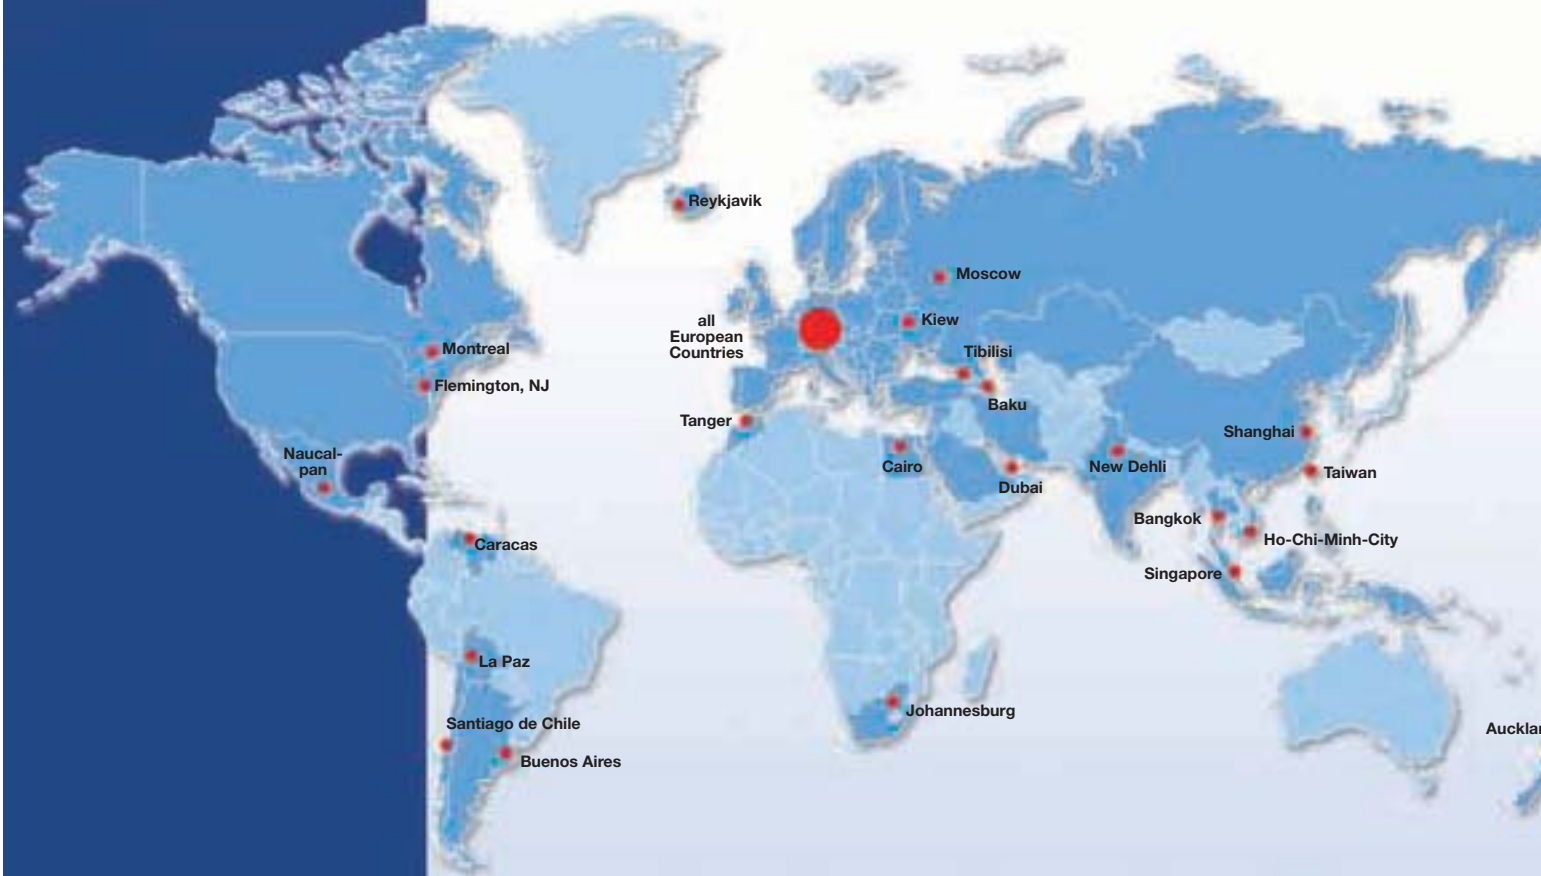 Reykjavik
Moscow
all
European
Countries
Kiew
Montreal
Tibilisi
Flemington, NJ
Baku
Tanger
Shanghai
Naucal-
pan
Cairo
New Dehli
Taiwan
Dubai
Bangkok
Ho-Chi-Minh-City
Caracas
Singapore
La Paz
Johannesburg
Santiago de Chile
Aucklan
Buenos Aires